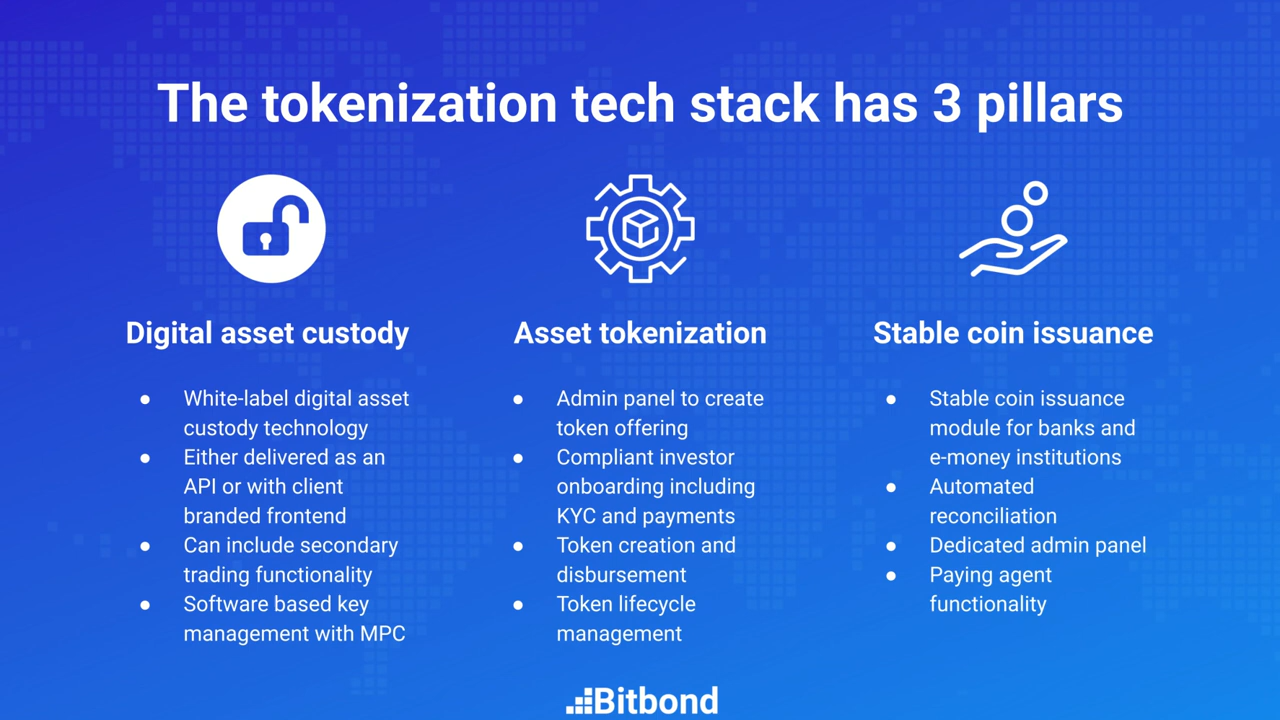 The tokenization tech stack has 3 pillars
Digital asset custody
● White-label digital asset
custody technology
● Either delivered as an
API or with client
branded frontend
● Can include secondary
trading functionality
● Software based key
management with MPC
Asset tokenization
● Admin panel to create
token offering
● Compliant investor
onboarding including
KYC and payments
● Token creation and
disbursement
● Token lifecycle
management
Stable coin issuance
● Stable coin issuance
module for banks and
e-money institutions
● Automated
reconciliation
● Dedicated admin panel
● Paying agent
functionality
Bitbond